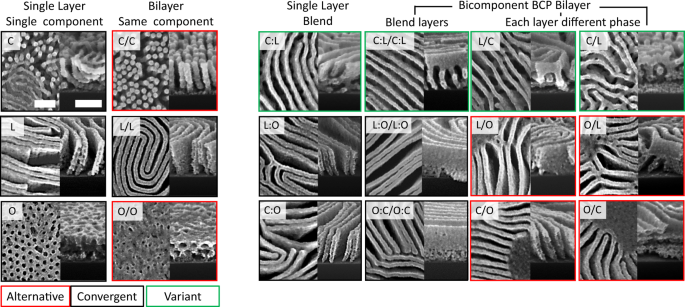 Single Layer
Single component
Bilayer
Same component
Single Layer
Blend
Bicomponent BCP Bilayer
Blend layers
Each layer different phase
C
C/C
C:L
C:L/C:L
L/C
C/L
L
L/L
L:O
L:O/L:O
L/O
O/L
O
O/O
C:O
O:C/O:C
C/O
O/C
Alternative
Convergent
Variant